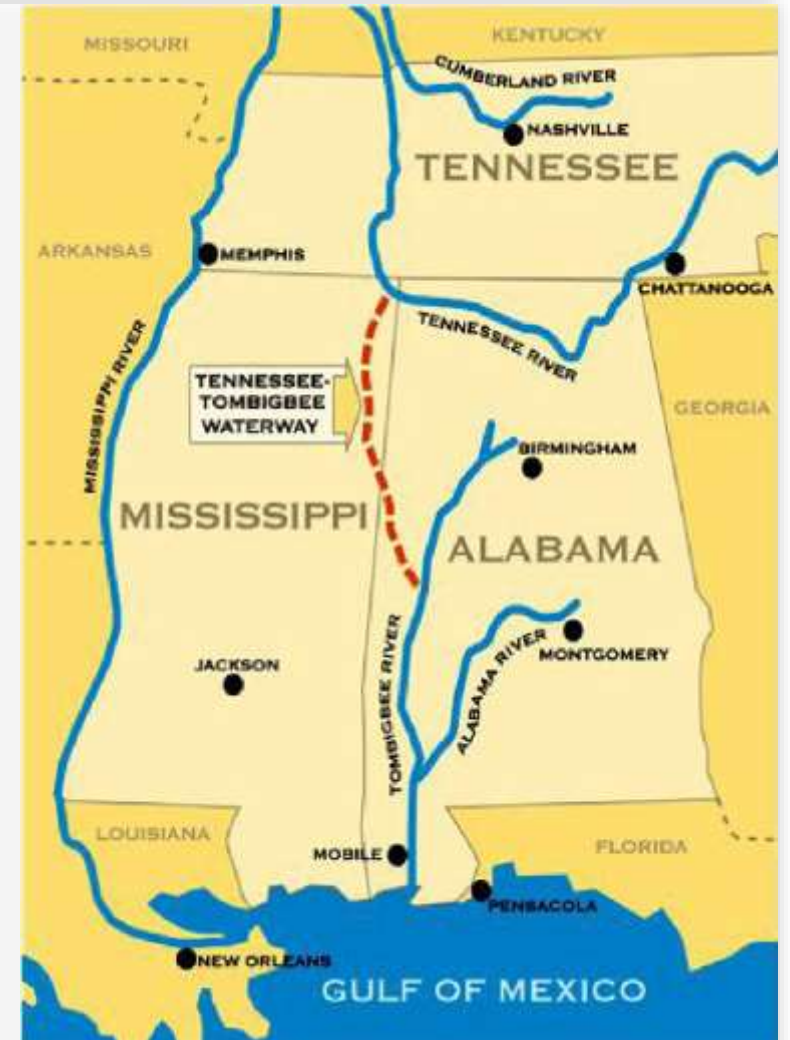 MISSOURI
KENTUCKY
CUMBERLAND RIVER
NASHVILLE
TENNESSEE
ARKANSAS
MEMPHIS
CHATTANOOGA
MISSISSIPPI RIVER
TENNESSEE RIVER
TENNESSEE-
TOMBIGBEE
WATERWAY
GEORGIA
BIRMINGHAM
MISSISSIPPI
ALABAMA
TOMBIGBEE RIVER
ALABAMA RIVER
MONTGOMERY
JACKSON
LOUISIANA
MOBILE
FLORIDA
PENSACOLA
NEW ORLEANS
GULF OF MEXICO